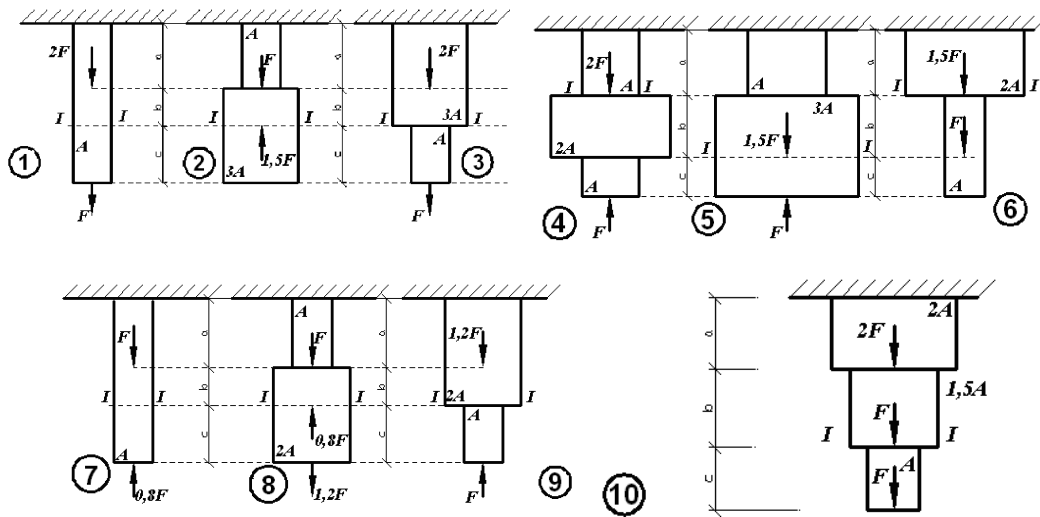 2F F 2F
A
a a
b b
I I I I I 3A I
A A
c c
1,5F
3A
1 2 3
F F
2F 1,5F
I A I I 2A I
a a
3A
b b
1,5F F
2A I I
c c
A A
F F
4 5 6
A
F F 1,2F
a a
b b
I I I I 2A I
A
c c
0,8F
A 2A
7 8 9
0,8F 1,2F F
2A
2F
a
1,5A
b
F
I I
F A
c
10